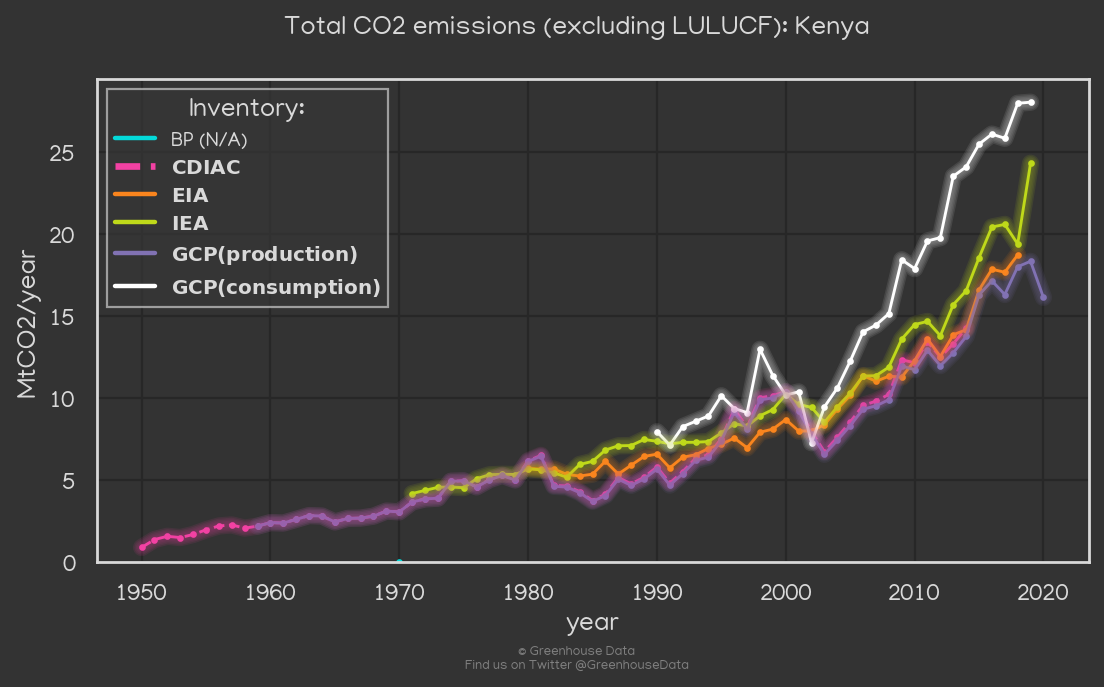 Total CO2 emissions (excluding LULUCF): Kenya
Inventory:
BP (N/A)
CDIAC
EIA
IEA
GCP(production)
GCP(consumption)
MtCO2/year
25
20
15
10
5
0
1950 1960 1970 1980 1990 2000 2010 2020
year
© Greenhouse Data
Find us on Twitter @GreenhouseData